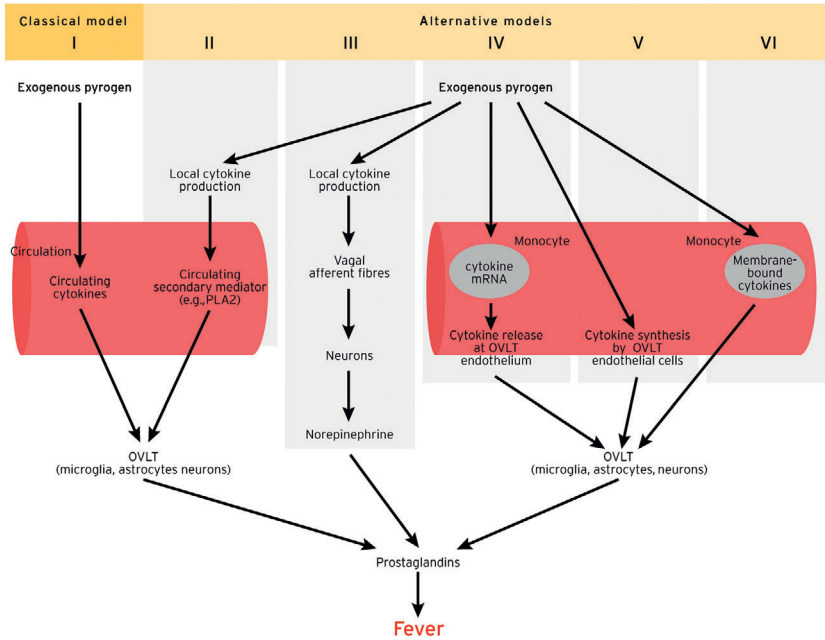 Classical model
Alternative models
I
II
III
IV
V
VI
Exogenous pyrogen
Exogenous pyrogen
Local cytokine
production
Local cytokine
production
Circulation
Circulating
cytokines
Circulating
secondary mediator
(e.g., PLA2)
Vagal
afferent fibres
Monocyte
cytokine
mRNA
Monocyte
Membrane-
bound
cytokines
Neurons
Cytokine release
at OVLT
endothelium
Cytokine synthesis
by OVLT
endothelial cells
Norepinephrine
OVLT
(microglia, astrocytes neurons)
OVLT
(microglia, astrocytes, neurons)
Prostaglandins
Fever